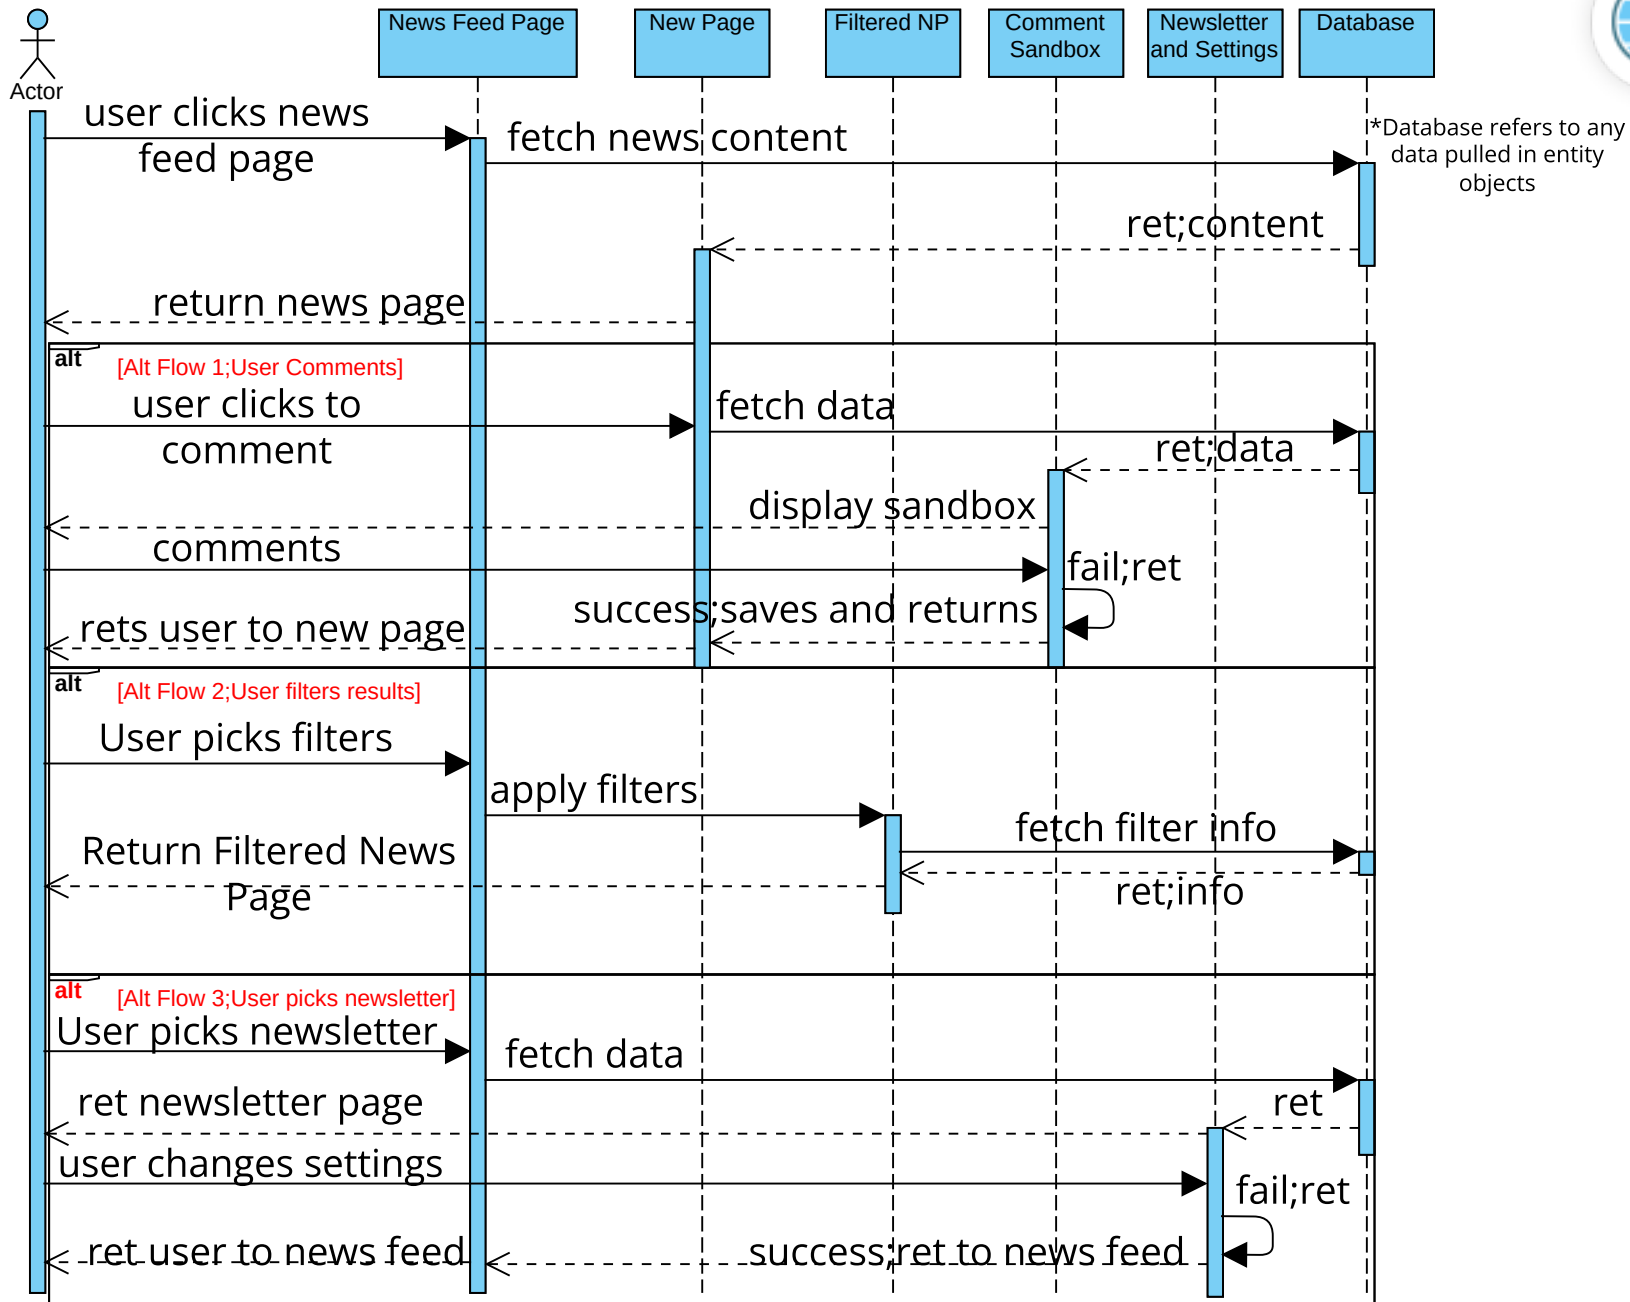 News Feed Page
New Page
Filtered NP
Comment
Sandbox
Newsletter
and Settings
Database
Actor
user clicks news
feed page
fetch news content
*Database refers to any
data pulled in entity
objects
ret;content
return news page
alt
[Alt Flow 1;User Comments]
user clicks to
comment
fetch data
ret;data
display sandbox
comments
fail;ret
success;saves and returns
rets user to new page
alt
[Alt Flow 2;User filters results]
User picks filters
apply filters
fetch filter info
Return Filtered News
Page
ret;info
alt
[Alt Flow 3;User picks newsletter]
User picks newsletter
fetch data
ret newsletter page
ret
user changes settings
fail;ret
ret user to news feed
success;ret to news feed